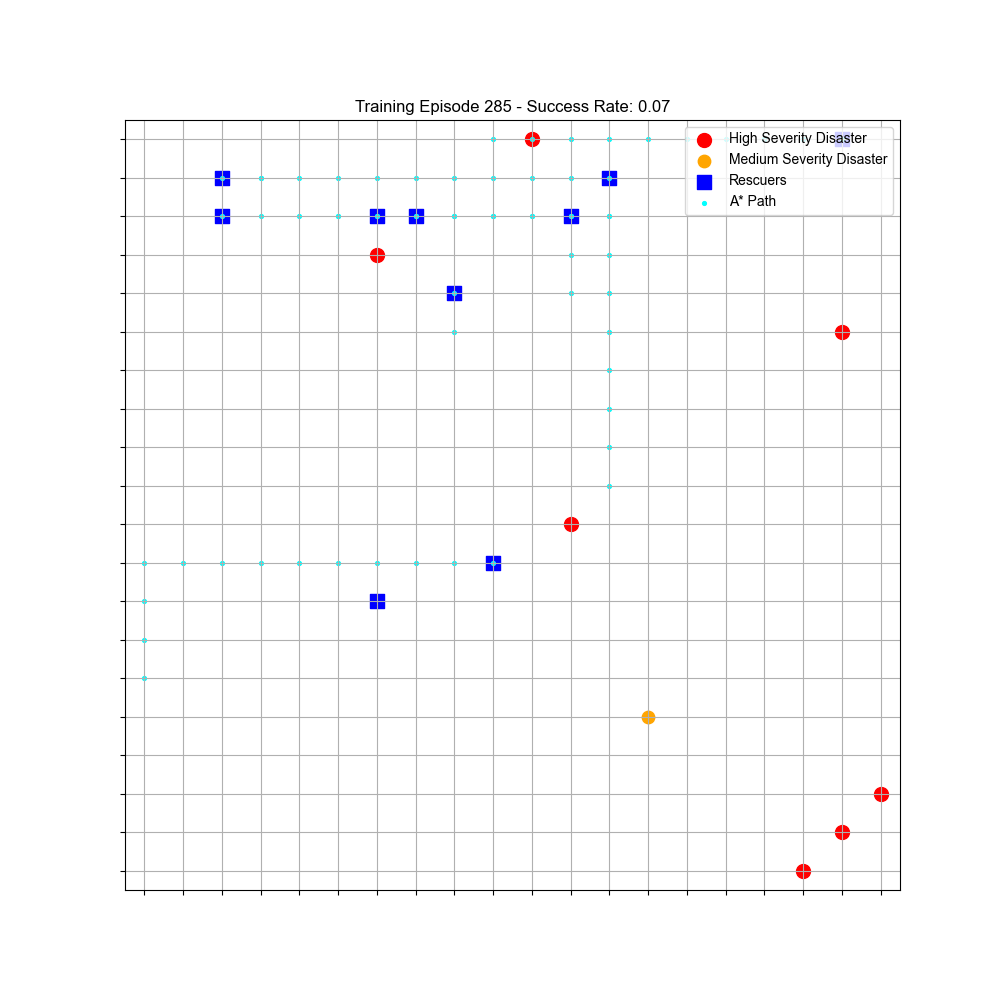 Training Episode 285 - Success Rate: 0.07
High Severity Disaster
Medium Severity Disaster
Rescuers
A* Path